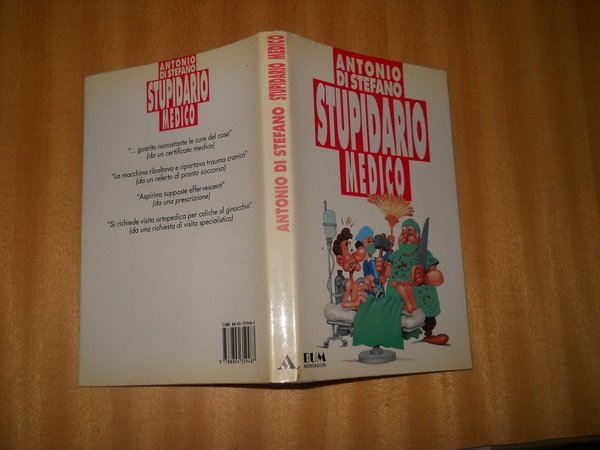 ANTONIO
DI STEFANO
STUPIDARIO
MEDICO
"... guarito nonostante le cure del caso"
(da un certificato medico)
"La macchina ribaltava e riportava trauma cranico"
(da un referto di pronto soccorso)
"Aspirina supposte effervescenti"
(da una prescrizione)
"Si richiede visita ortopedica per coliche al ginocchio"
(da una richiesta di visita specialistica)
ANTONIO DI STEFANO STUPIDARIO MEDICO
ANTONIO
DI STEFANO
STUPIDARIO
MEDICO
BUM
MONDADORI